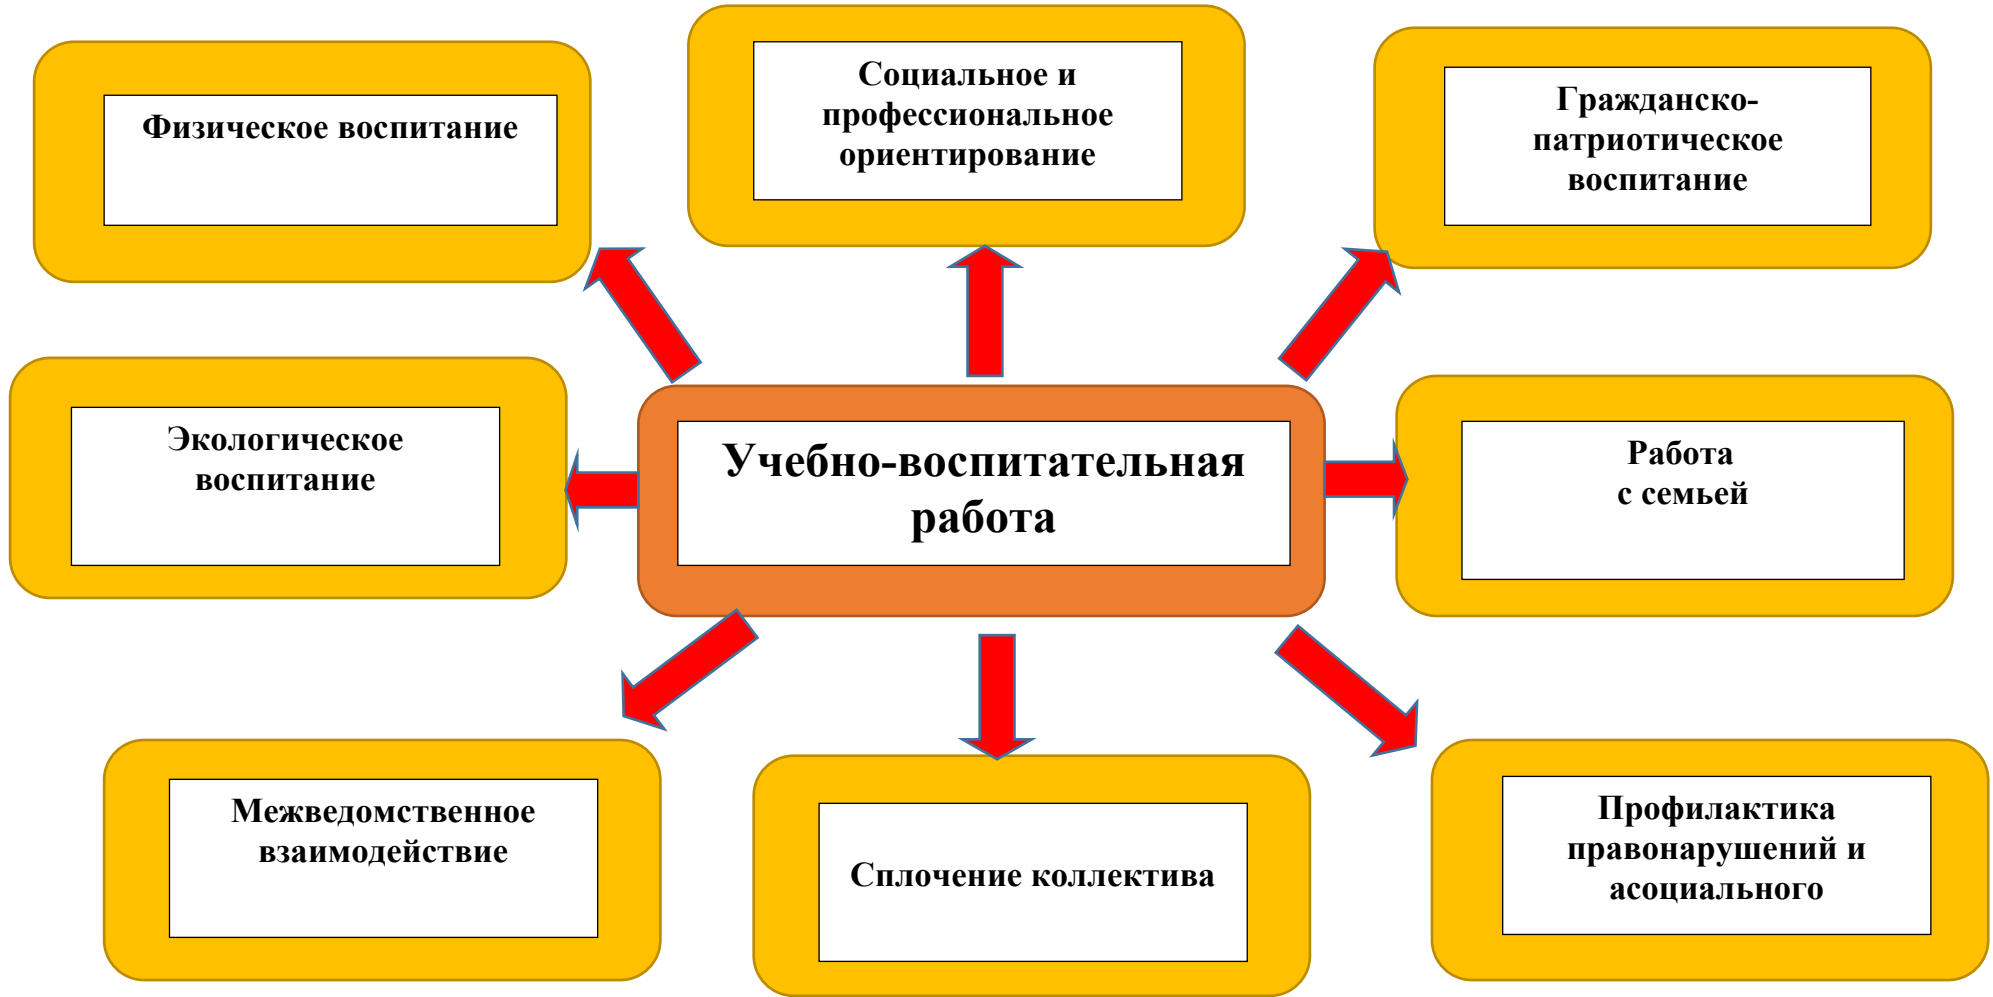 Физическое воспитание
Социальное и
профессиональное
ориентирование
Гражданско-
патриотическое
воспитание
Экологическое
воспитание
Учебно-воспитательная
работа
Работа
с семьей
Межведомственное
взаимодействие
Сплочение коллектива
Профилактика
правонарушений и
асоциального